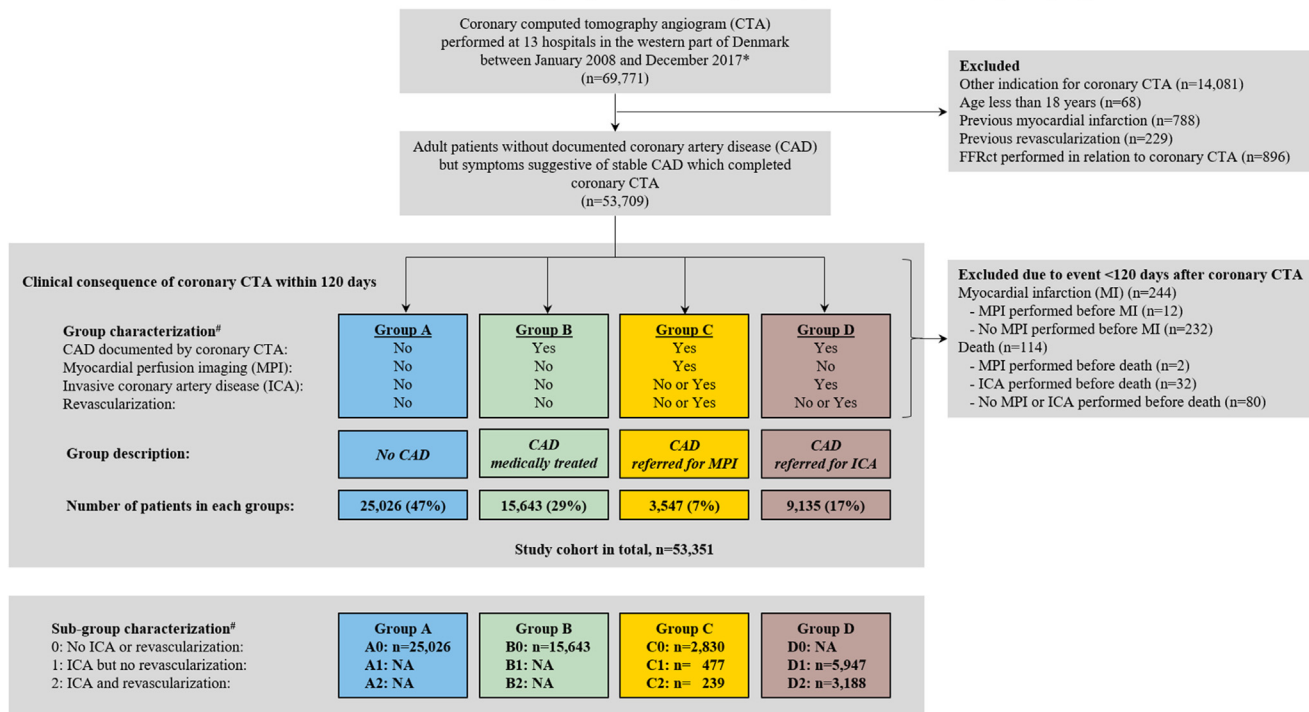 Coronary computed tomography angiogram (CTA)
performed at 13 hospitals in the western part of Denmark
between January 2008 and December 2017*
(n=69,771)
Excluded
Other indication for coronary CTA (n=14,081)
Age less than 18 years (n=68)
Previous myocardial infarction (n=788)
Previous revascularization (n=229)
FFRct performed in relation to coronary CTA (n=896)
Adult patients without documented coronary artery disease (CAD)
but symptoms suggestive of stable CAD which completed
coronary CTA
(n=53,709)
Clinical consequence of coronary CTA within 120 days
Excluded due to event <120 days after coronary CTA
Myocardial infarction (MI) (n=244)
- MPI performed before MI (n=12)
- No MPI performed before MI (n=232)
Death (n=114)
- MPI performed before death (n=2)
- ICA performed before death (n=32)
- No MPI or ICA performed before death (n=80)
Group characterization# Group A Group B Group C Group D
CAD documented by coronary CTA: No Yes Yes Yes
Myocardial perfusion imaging (MPI): No No Yes No
Invasive coronary artery disease (ICA): No No No or Yes Yes
Revascularization: No No No or Yes No or Yes
Group description: No CAD CAD medically treated CAD referred for MPI CAD referred for ICA
Number of patients in each groups: 25,026 (47%) 15,643 (29%) 3,547 (7%) 9,135 (17%)
Study cohort in total, n=53,351
Sub-group characterization# Group A Group B Group C Group D
0: No ICA or revascularization: A0: n=25,026 B0: n=15,643 C0: n=2,830 D0: NA
1: ICA but no revascularization: A1: NA B1: NA C1: n= 477 D1: n=5,947
2: ICA and revascularization: A2: NA B2: NA C2: n= 239 D2: n=3,188